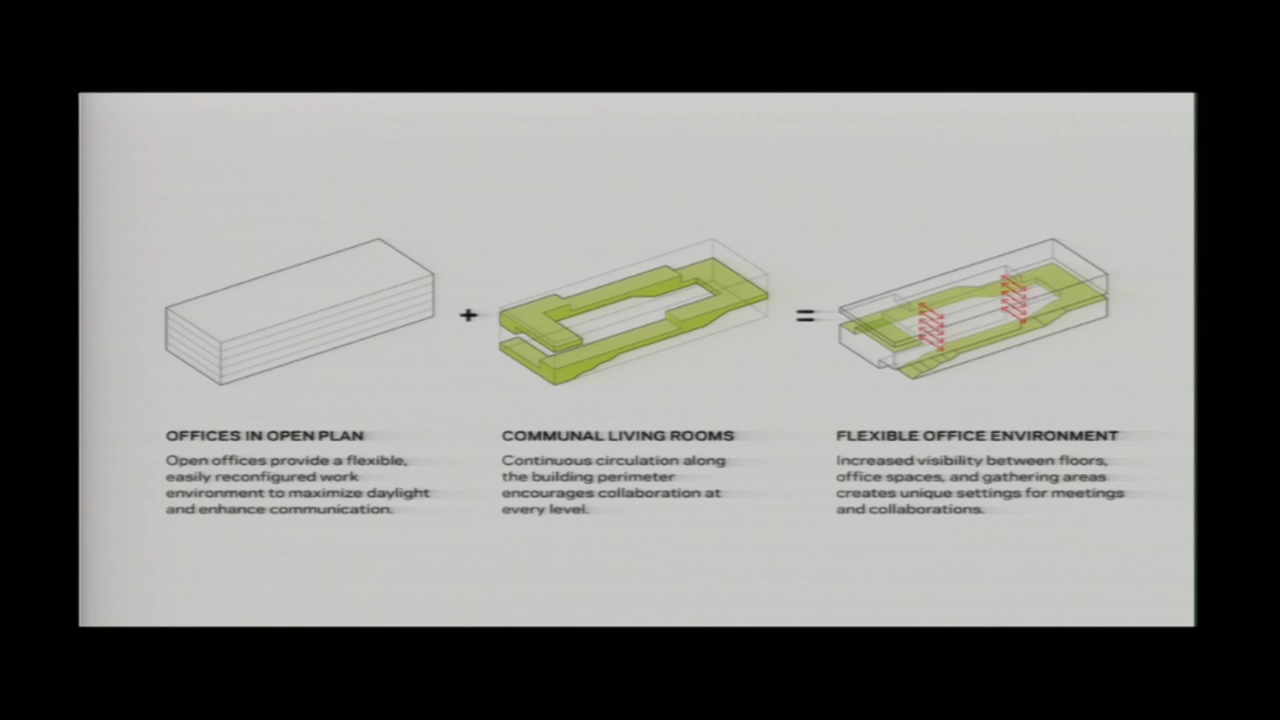 +
=
OFFICES IN OPEN PLAN
Open offices provide a flexible,
easily reconfigured work
environment to maximize daylight
and enhance communication.
COMMUNAL LIVING ROOMS
Continuous circulation along
the building perimeter
encourages collaboration at
every level.
FLEXIBLE OFFICE ENVIRONMENT
Increased visibility between floors,
office spaces, and gathering areas
creates unique settings for meetings
and collaborations.